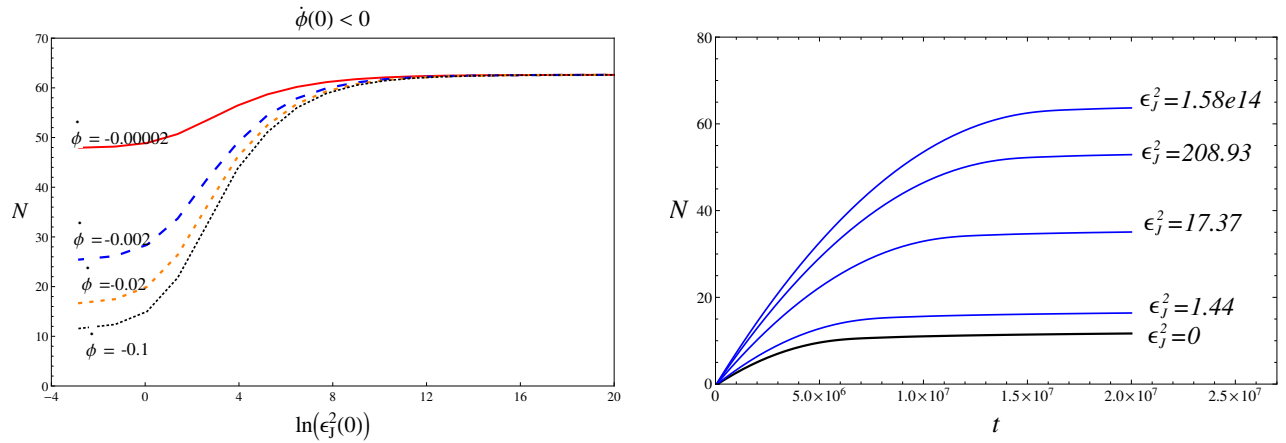 ϕ̇(0) < 0
70
60
50
40
30
20
10
0
N
ϕ̇ = -0.00002
ϕ̇ = -0.002
ϕ̇ = -0.02
ϕ̇ = -0.1
-4 0 4 8 12 16 20
ln(ϵ_J^2(0))
80
60
40
20
0
N
ϵ_J^2=1.58e14
ϵ_J^2=208.93
ϵ_J^2=17.37
ϵ_J^2=1.44
ϵ_J^2=0
0 5.0×10^6 1.0×10^7 1.5×10^7 2.0×10^7 2.5×10^7
t